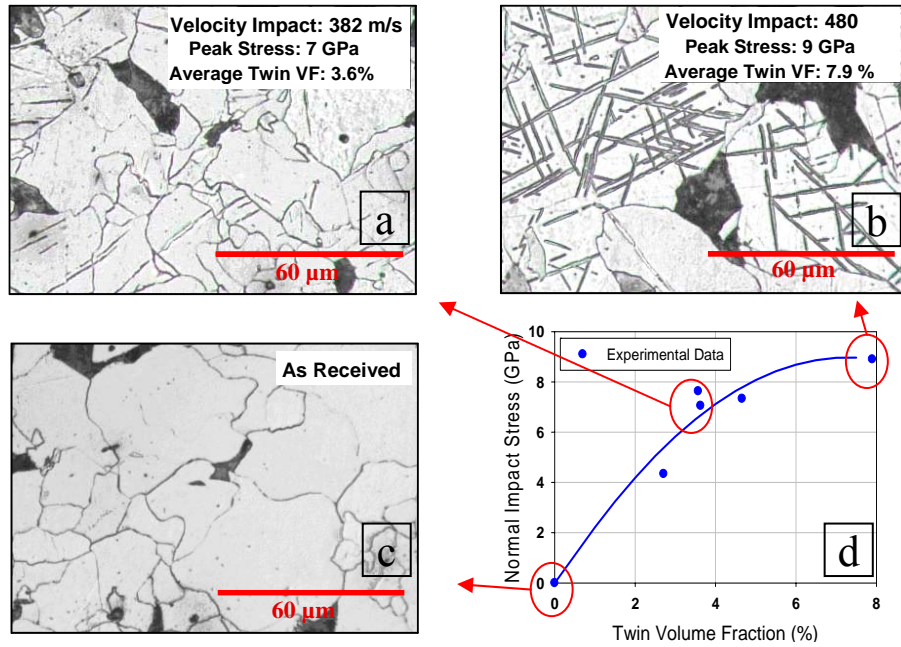 Velocity Impact: 382 m/s
Peak Stress: 7 GPa
Average Twin VF: 3.6%
a
60 µm
Velocity Impact: 480
Peak Stress: 9 GPa
Average Twin VF: 7.9 %
b
60 µm
As Received
c
60 µm
Experimental Data
d
Normal Impact Stress (GPa)
10
8
6
4
2
0
0 2 4 6 8
Twin Volume Fraction (%)